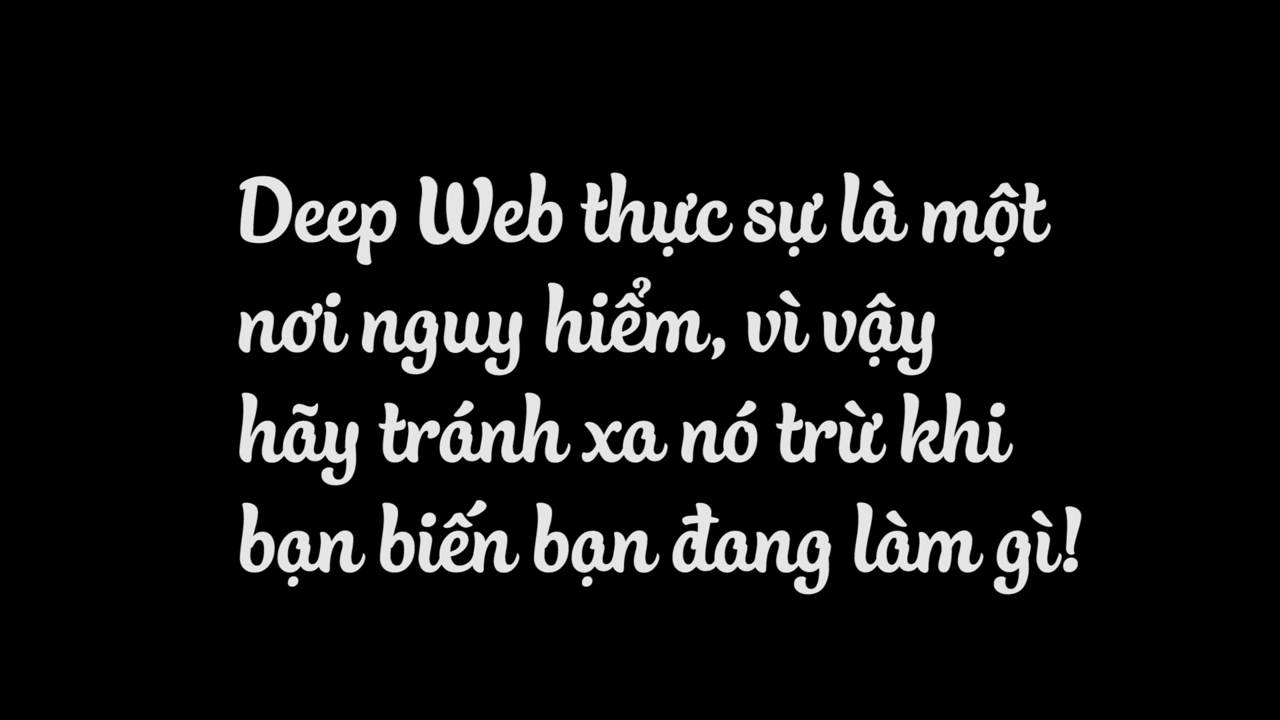 Deep Web thực sự là một
nơi nguy hiểm, vì vậy
hãy tránh xa nó trừ khi
bạn biến bạn đang làm gì!